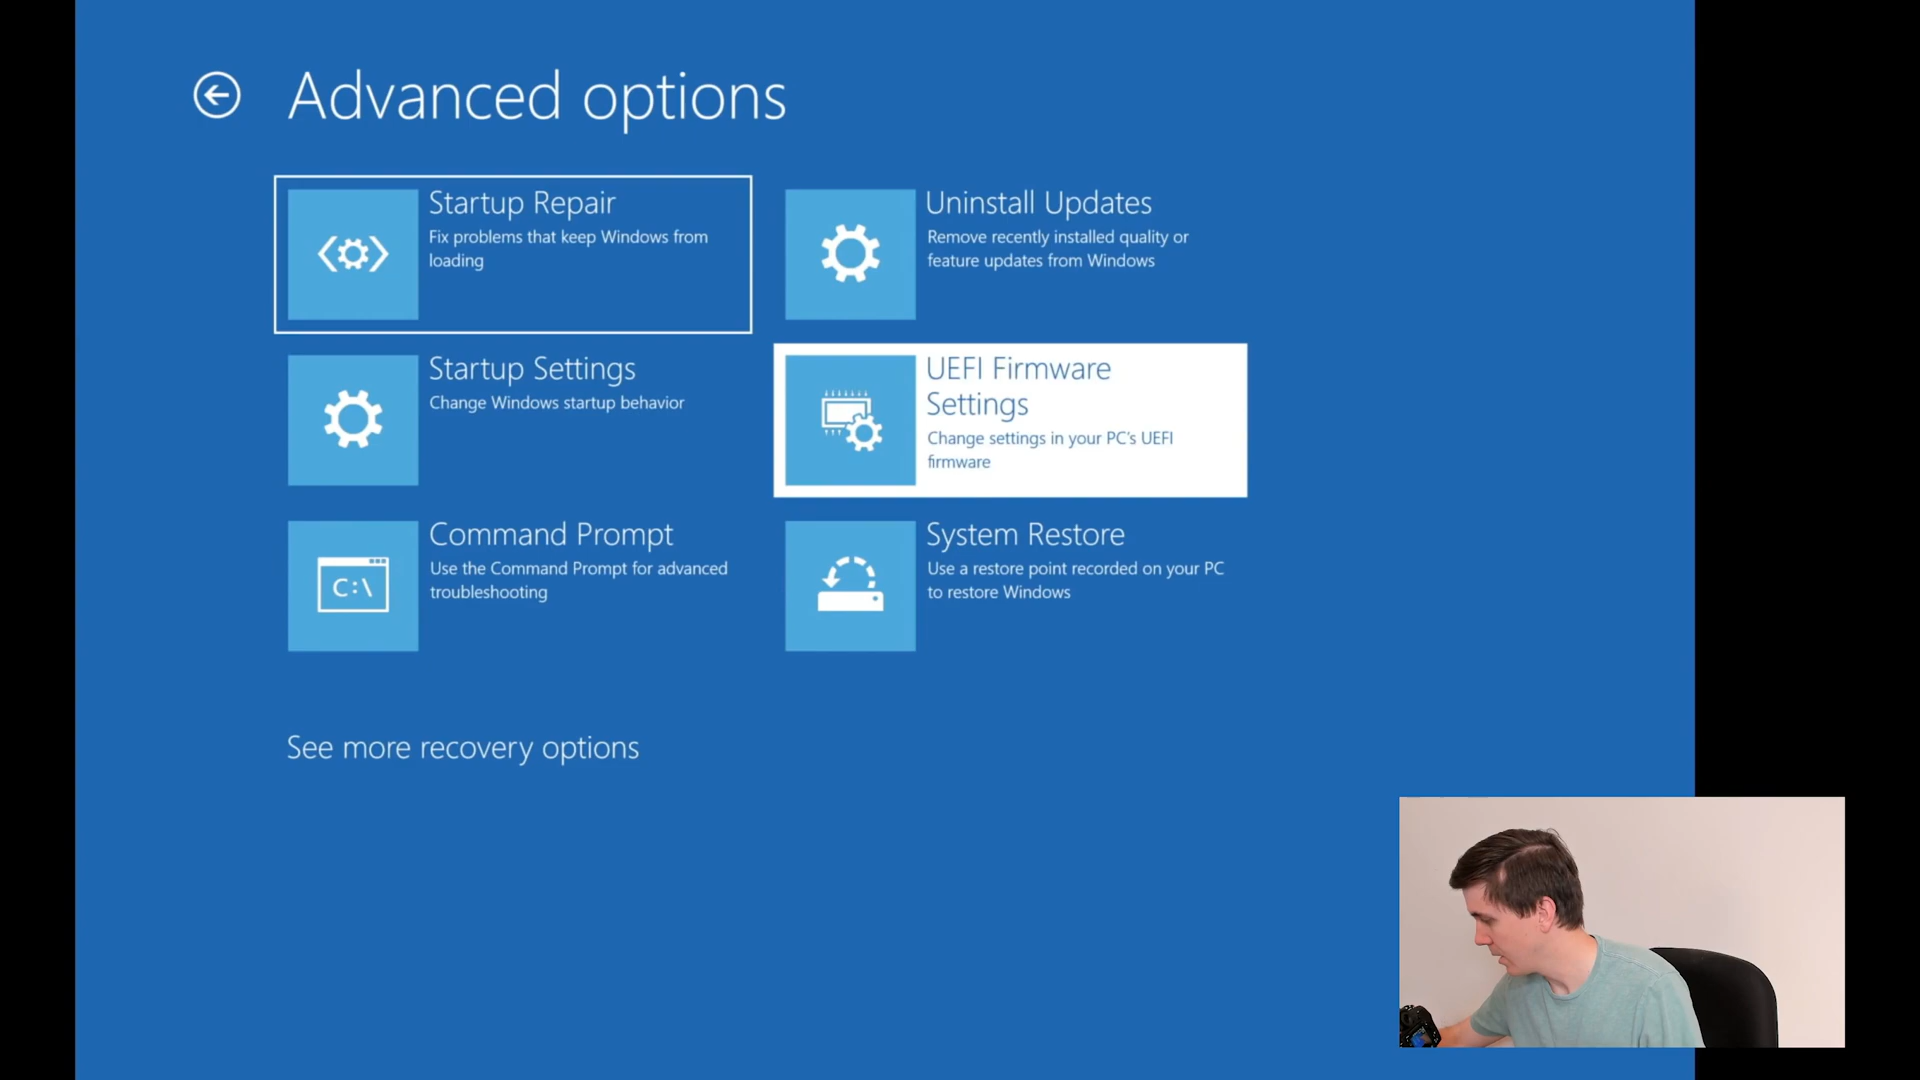 Advanced options
Startup Repair
Fix problems that keep Windows from
loading
Uninstall Updates
Remove recently installed quality or
feature updates from Windows
Startup Settings
Change Windows startup behavior
UEFI Firmware
Settings
Change settings in your PC's UEFI
firmware
Command Prompt
Use the Command Prompt for advanced
troubleshooting
C:\
System Restore
Use a restore point recorded on your PC
to restore Windows
See more recovery options